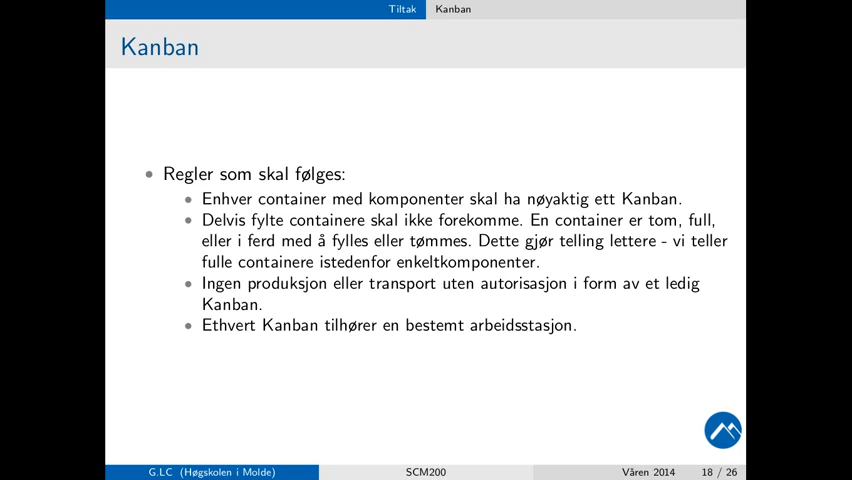 Tiltak Kanban
Kanban
• Regler som skal følges:
• Enhver container med komponenter skal ha nøyaktig ett Kanban.
• Delvis fylte containere skal ikke forekomme. En container er tom, full,
eller i ferd med å fylles eller tømmes. Dette gjør telling lettere - vi teller
fulle containere istedenfor enkeltkomponenter.
• Ingen produksjon eller transport uten autorisasjon i form av et ledig
Kanban.
• Ethvert Kanban tilhører en bestemt arbeidsstasjon.
G.LC (Høgskolen i Molde) SCM200 Våren 2014 18 / 26